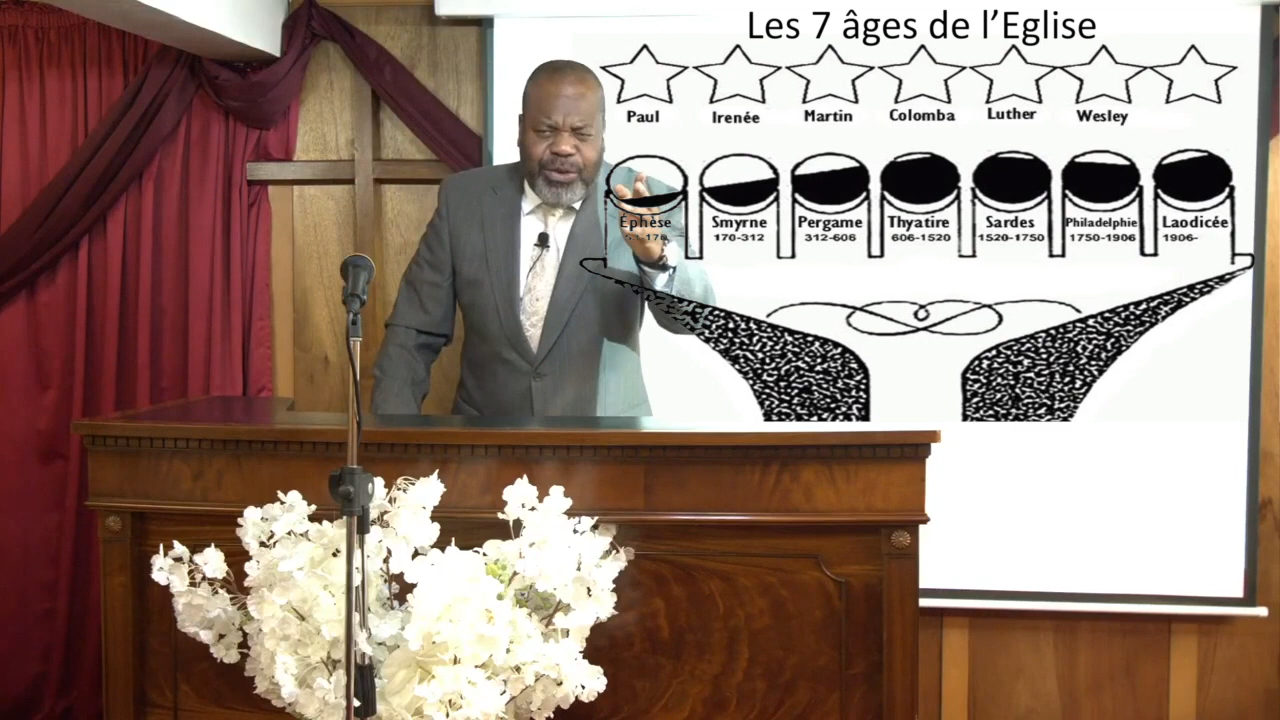 Les 7 âges de l’Eglise
Paul Irenée Martin Colomba Luther Wesley
Éphèse Smyrne Pergame Thyatire Sardes Philadelphie Laodicée
170 170-312 312-606 606-1520 1520-1750 1750-1906 1906-